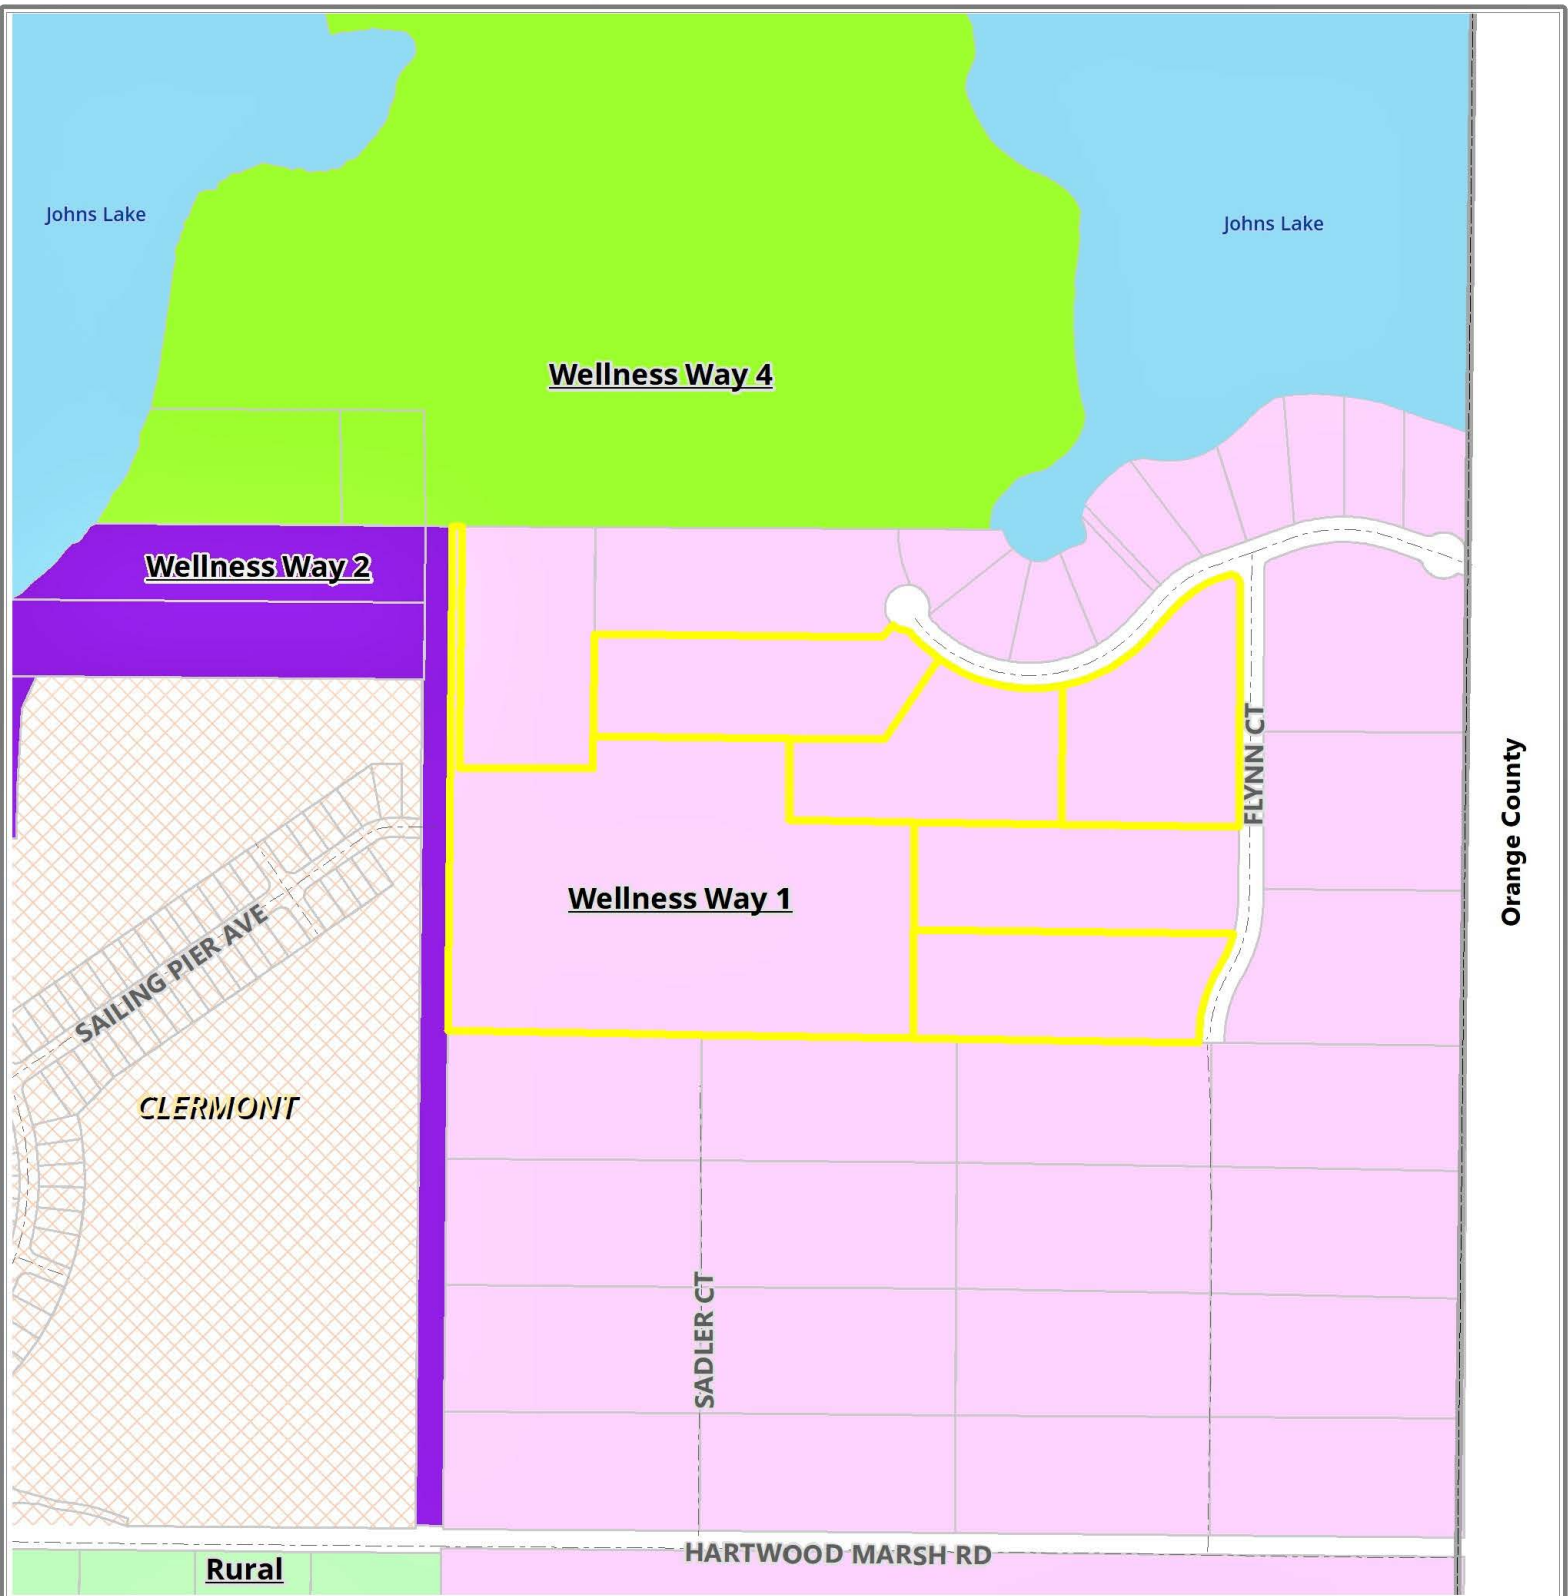 Johns Lake
Johns Lake
Wellness Way 4
Wellness Way 2
FLYNN CT
Orange County
Wellness Way 1
SAILING PIER AVE
CLERMONT
SADLER CT
HARTWOOD MARSH RD
Rural